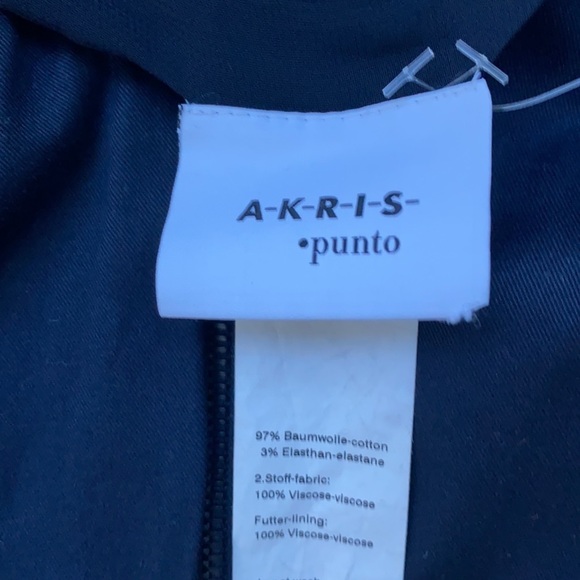 A-K-R-I-S-
•punto
97% Baumwolle-cotton
3% Elasthan-elastane
2.Stoff-fabric:
100% Viscose-viscose
Futter-lining:
100% Viscose-viscose